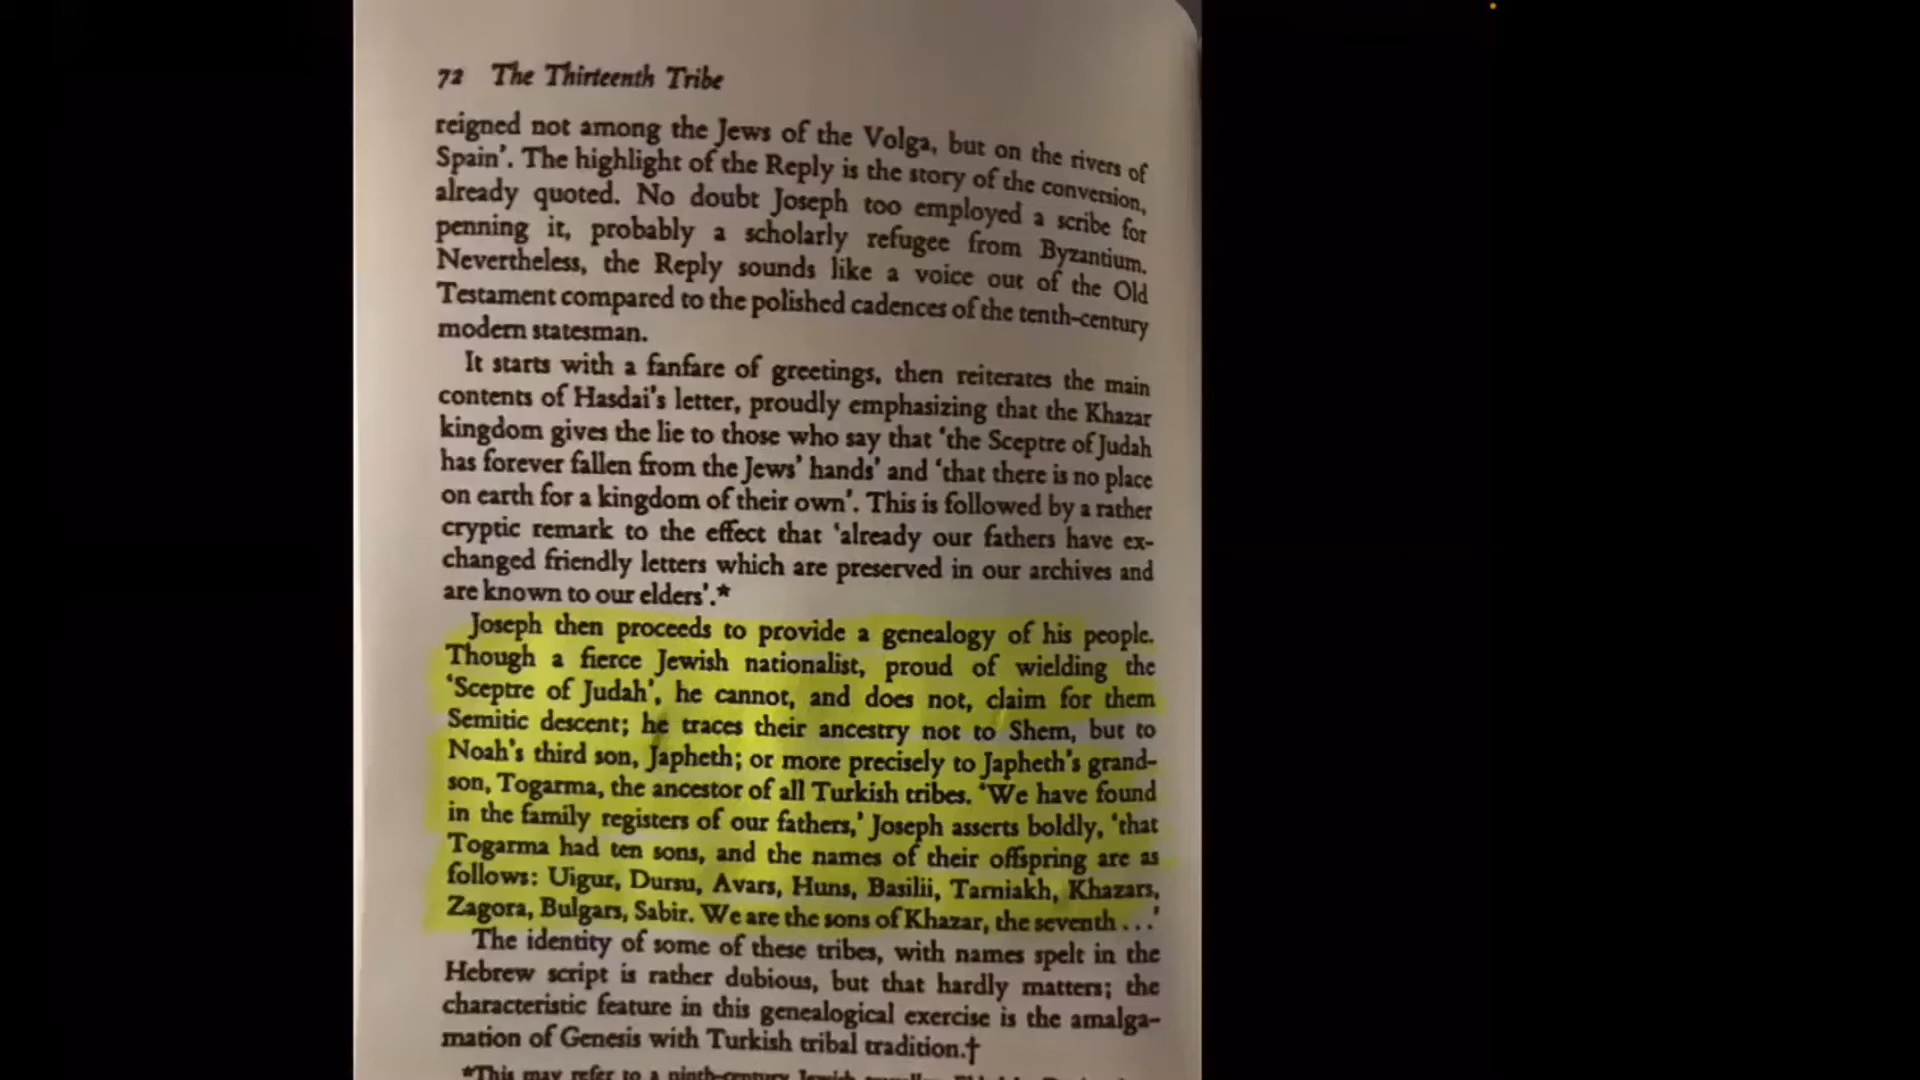 72 The Thirteenth Tribe
reigned not among the Jews of the Volga, but on the rivers of
Spain'. The highlight of the Reply is the story of the conversion,
already quoted. No doubt Joseph too employed a scribe for
penning it, probably a scholarly refugee from Byzantium.
Nevertheless, the Reply sounds like a voice out of the Old
Testament compared to the polished cadences of the tenth-century
modern statesman.
It starts with a fanfare of greetings, then reiterates the main
contents of Hasdai's letter, proudly emphasizing that the Khazar
kingdom gives the lie to those who say that 'the Sceptre of Judah
has forever fallen from the Jews' hands' and 'that there is no place
on earth for a kingdom of their own'. This is followed by a rather
cryptic remark to the effect that 'already our fathers have ex-
changed friendly letters which are preserved in our archives and
are known to our elders'.*
Joseph then proceeds to provide a genealogy of his people.
Though a fierce Jewish nationalist, proud of wielding the
'Sceptre of Judah', he cannot, and does not, claim for them
Semitic descent; he traces their ancestry not to Shem, but to
Noah's third son, Japheth; or more precisely to Japheth's grand-
son, Togarma, the ancestor of all Turkish tribes. 'We have found
in the family registers of our fathers,' Joseph asserts boldly, 'that
Togarma had ten sons, and the names of their offspring are as
follows: Uigur, Dursu, Avars, Huns, Basilii, Tarniakh, Khazars,
Zagora, Bulgars, Sabir. We are the sons of Khazar, the seventh . . .'
The identity of some of these tribes, with names spelt in the
Hebrew script is rather dubious, but that hardly matters; the
characteristic feature in this genealogical exercise is the amalga-
mation of Genesis with Turkish tribal tradition.†
*This may refer to a ninth-century Jewish